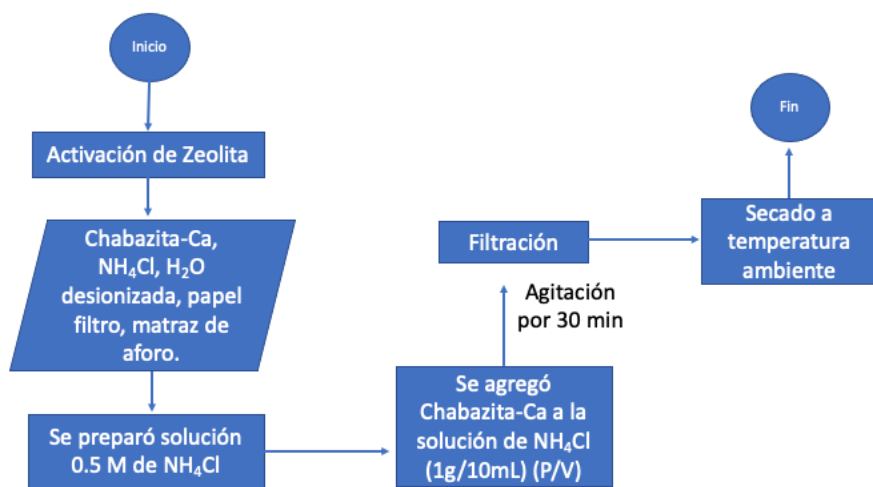 Inicio
Activación de Zeolita
Chabazita-Ca,
NH₄Cl, H₂O
desionizada, papel
filtro, matraz de
aforo.
Se preparó solución
0.5 M de NH₄Cl
Se agregó
Chabazita-Ca a la
solución de NH₄Cl
(1g/10mL) (P/V)
Agitación
por 30 min
Filtración
Secado a
temperatura
ambiente
Fin